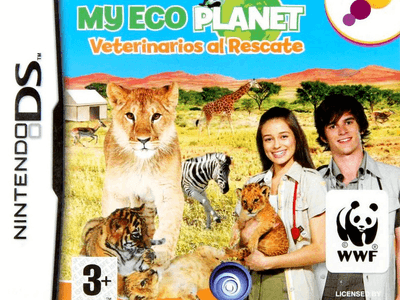 MY ECO PLANET
Veterinarios al Rescate
NINTENDO DS
3+
WWF
LICENSED BY